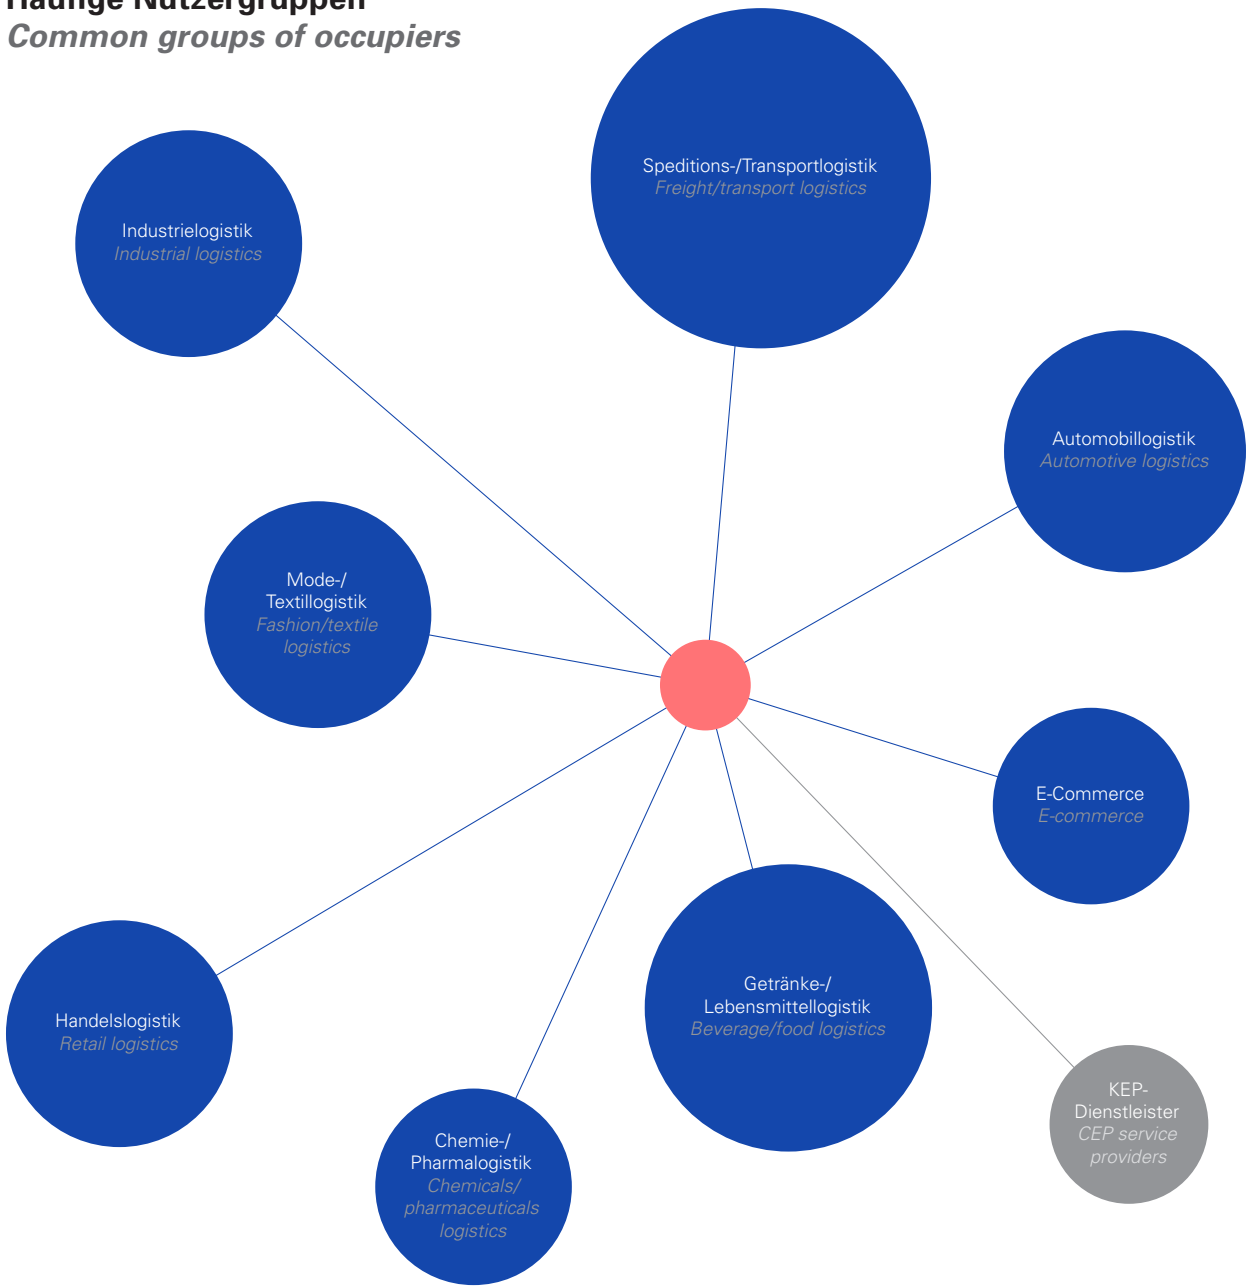 Häufige Nutzergruppen
Common groups of occupiers
Speditions-/Transportlogistik
Freight/transport logistics
Industrielogistik
Industrial logistics
Automobillogistik
Automotive logistics
Mode-/
Textillogistik
Fashion/textile
logistics
E-Commerce
E-commerce
Getränke-/
Lebensmittellogistik
Beverage/food logistics
Handelslogistik
Retail logistics
KEP-
Dienstleister
CEP service
providers
Chemie-/
Pharmalogistik
Chemicals/
pharmaceuticals
logistics